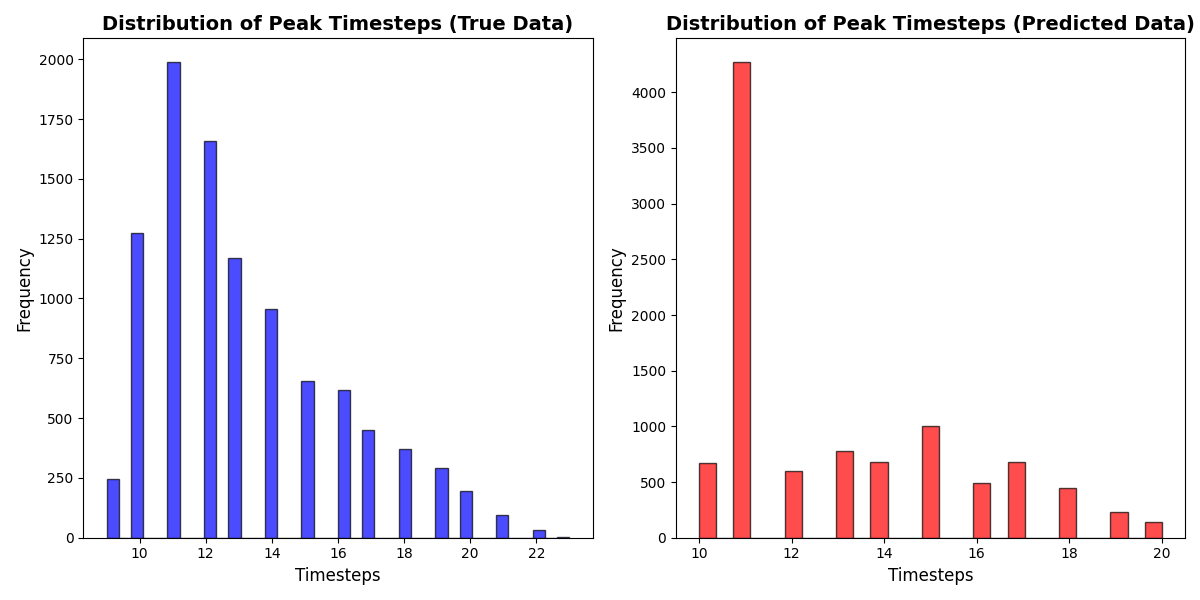 Distribution of Peak Timesteps (True Data)
Frequency
2000
1750
1500
1250
1000
750
500
250
0
10 12 14 16 18 20 22
Timesteps
Distribution of Peak Timesteps (Predicted Data)
Frequency
4000
3500
3000
2500
2000
1500
1000
500
0
10 12 14 16 18 20
Timesteps